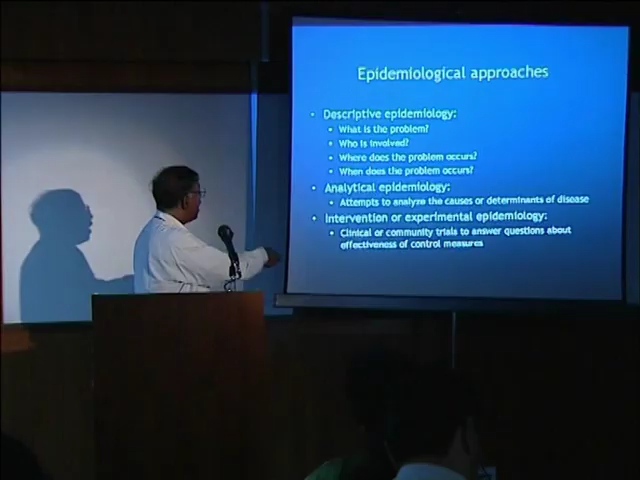 Epidemiological approaches
• Descriptive epidemiology:
• What is the problem?
• Who is involved?
• Where does the problem occurs?
• When does the problem occurs?
• Analytical epidemiology:
• Attempts to analyze the causes or determinants of disease
• Intervention or experimental epidemiology:
• Clinical or community trials to answer questions about
effectiveness of control measures